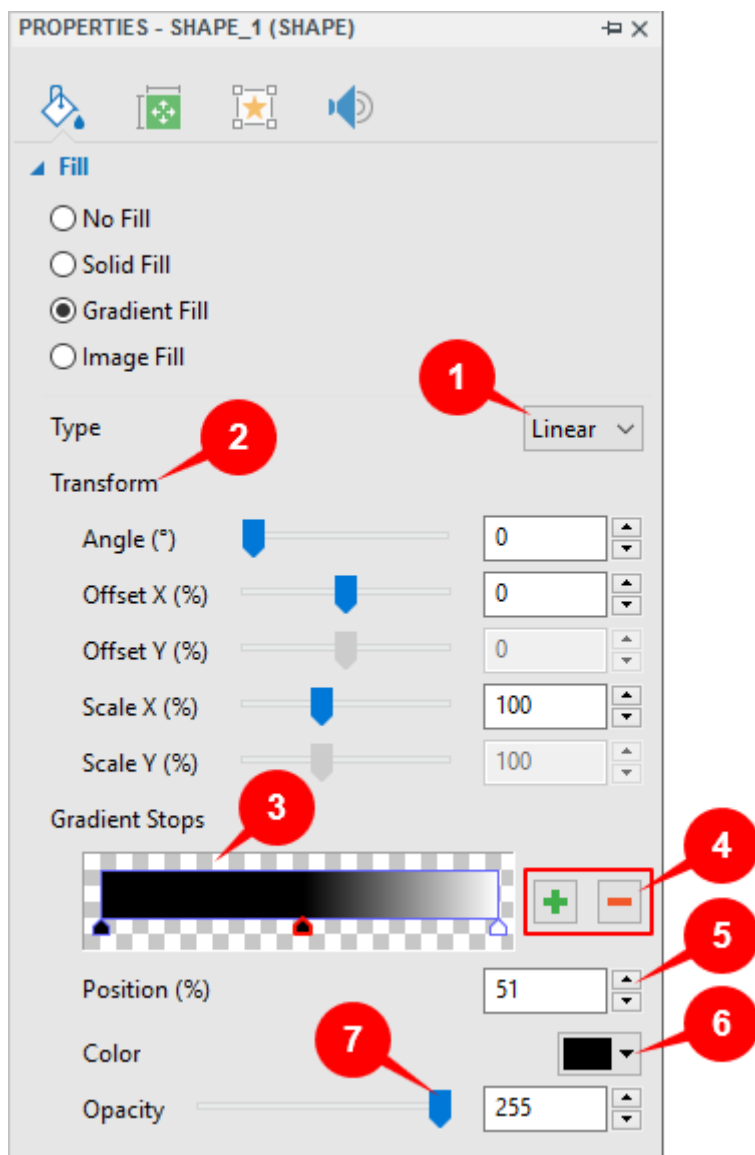 PROPERTIES - SHAPE_1 (SHAPE)
Fill
No Fill
Solid Fill
Gradient Fill
Image Fill
1
Type
Linear
2
Transform
Angle (°) 0
Offset X (%) 0
Offset Y (%) 0
Scale X (%) 100
Scale Y (%) 100
3
Gradient Stops
4
5
Position (%) 51
6
Color
7
Opacity 255